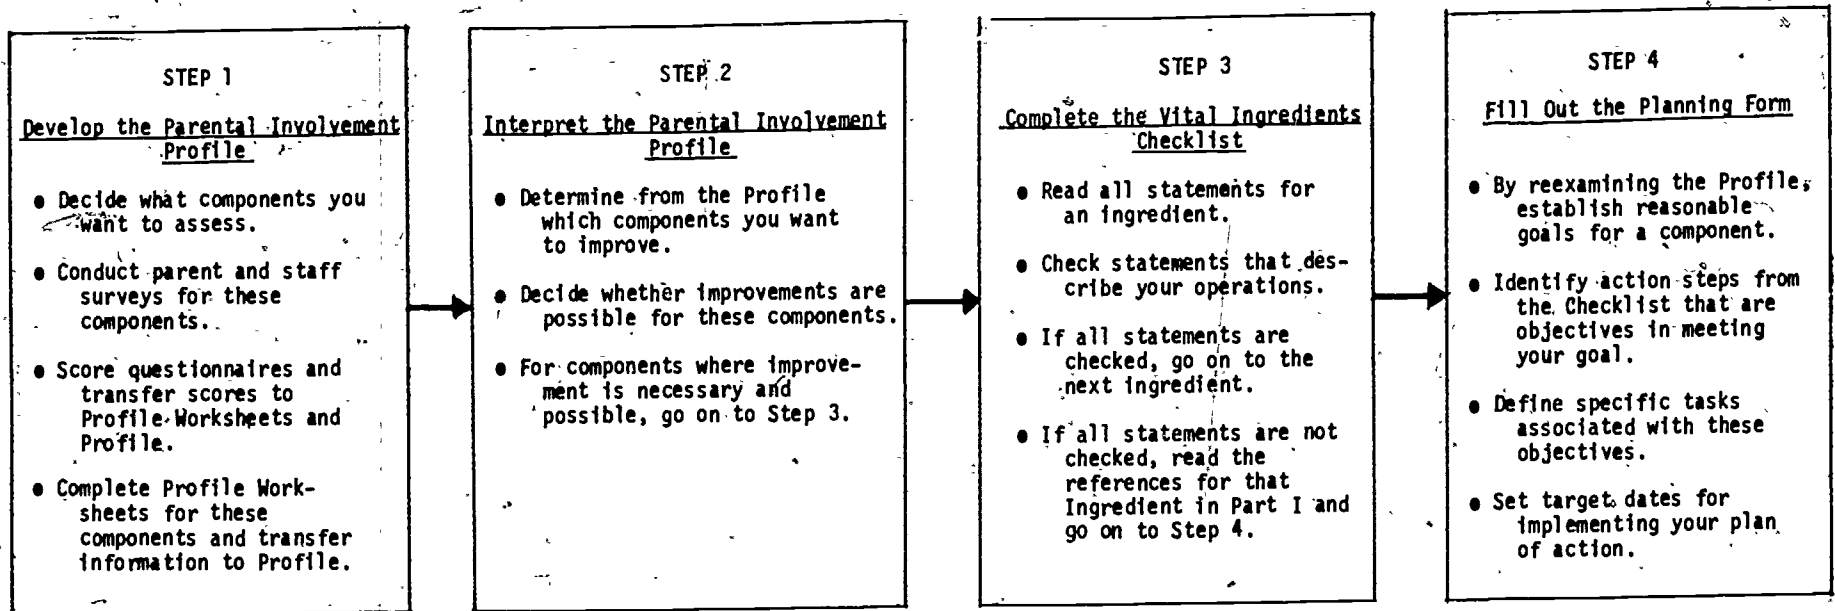 STEP 1
Develop the Parental Involvement
Profile
● Decide what components you
want to assess.
● Conduct parent and staff
surveys for these
components.
● Score questionnaires and
transfer scores to
Profile Worksheets and
Profile.
● Complete Profile Work-
sheets for these
components and transfer
information to Profile.
STEP 2
Interpret the Parental Involvement
Profile
● Determine from the Profile
which components you want
to improve.
● Decide whether improvements are
possible for these components.
● For components where improve-
ment is necessary and
possible, go on to Step 3.
STEP 3
Complete the Vital Ingredients
Checklist
● Read all statements for
an ingredient.
● Check statements that des-
cribe your operations.
● If all statements are
checked, go on to the
next ingredient.
● If all statements are not
checked, read the
references for that
Ingredient in Part I and
go on to Step 4.
STEP 4
Fill Out the Planning Form
● By reexamining the Profile,
establish reasonable
goals for a component.
● Identify action steps from
the Checklist that are
objectives in meeting
your goal.
● Define specific tasks
associated with these
objectives.
● Set target dates for
implementing your plan
of action.